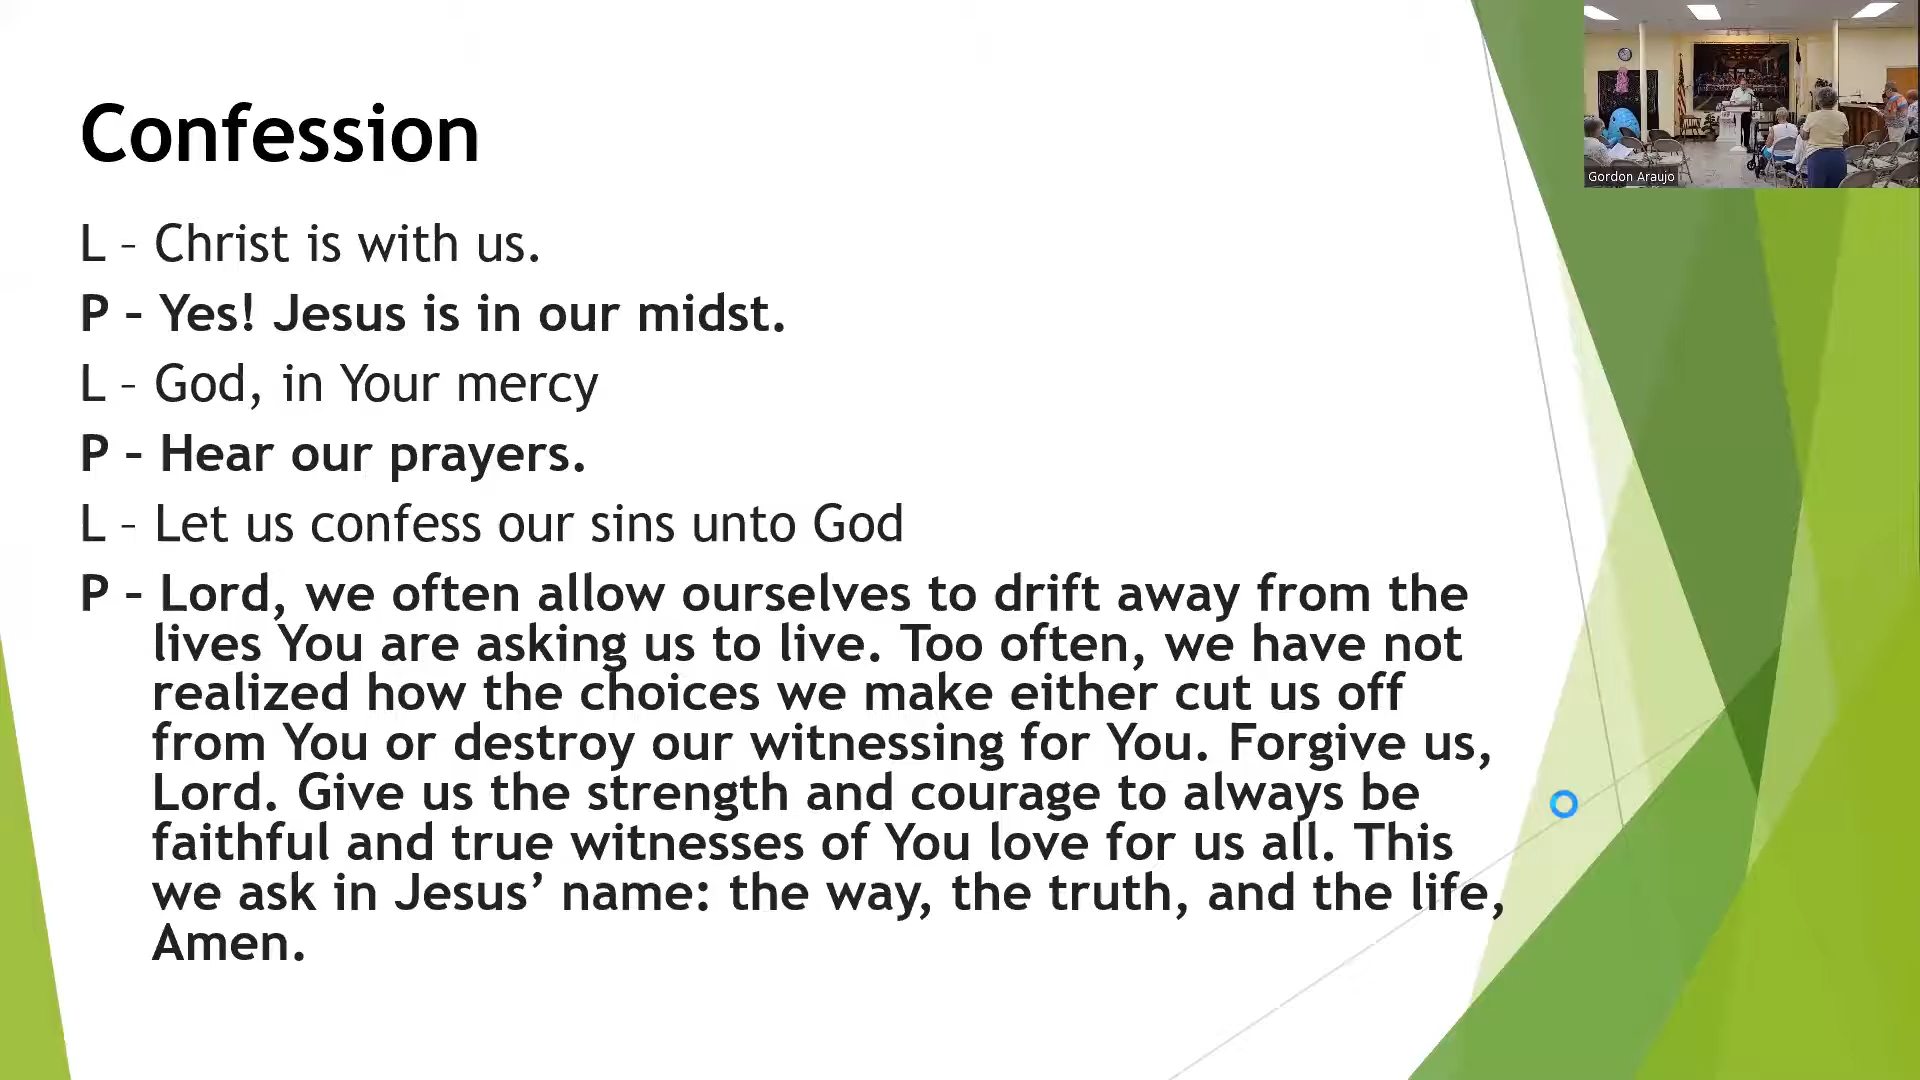 Confession
L – Christ is with us.
P – Yes! Jesus is in our midst.
L – God, in Your mercy
P – Hear our prayers.
L – Let us confess our sins unto God
P – Lord, we often allow ourselves to drift away from the
lives You are asking us to live. Too often, we have not
realized how the choices we make either cut us off
from You or destroy our witnessing for You. Forgive us,
Lord. Give us the strength and courage to always be
faithful and true witnesses of You love for us all. This
we ask in Jesus’ name: the way, the truth, and the life,
Amen.
Gordon Araujo